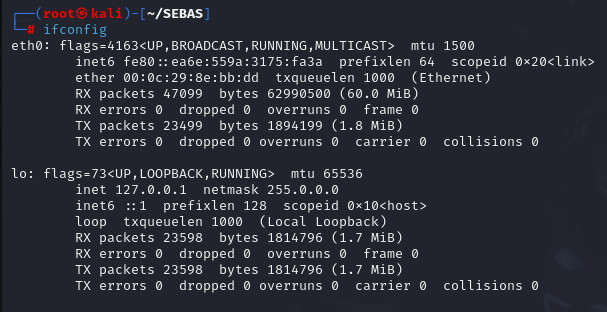 ┌──(root㉿kali)-[~/SEBAS]
└─# ifconfig
eth0: flags=4163<UP,BROADCAST,RUNNING,MULTICAST>  mtu 1500
        inet6 fe80::ea6e:559a:3175:fa3a  prefixlen 64  scopeid 0×20<link>
        ether 00:0c:29:8e:bb:dd  txqueuelen 1000  (Ethernet)
        RX packets 47099  bytes 62990500 (60.0 MiB)
        RX errors 0  dropped 0  overruns 0  frame 0
        TX packets 23499  bytes 1894199 (1.8 MiB)
        TX errors 0  dropped 0 overruns 0  carrier 0  collisions 0

lo: flags=73<UP,LOOPBACK,RUNNING>  mtu 65536
        inet 127.0.0.1  netmask 255.0.0.0
        inet6 ::1  prefixlen 128  scopeid 0×10<host>
        loop  txqueuelen 1000  (Local Loopback)
        RX packets 23598  bytes 1814796 (1.7 MiB)
        RX errors 0  dropped 0  overruns 0  frame 0
        TX packets 23598  bytes 1814796 (1.7 MiB)
        TX errors 0  dropped 0 overruns 0  carrier 0  collisions 0